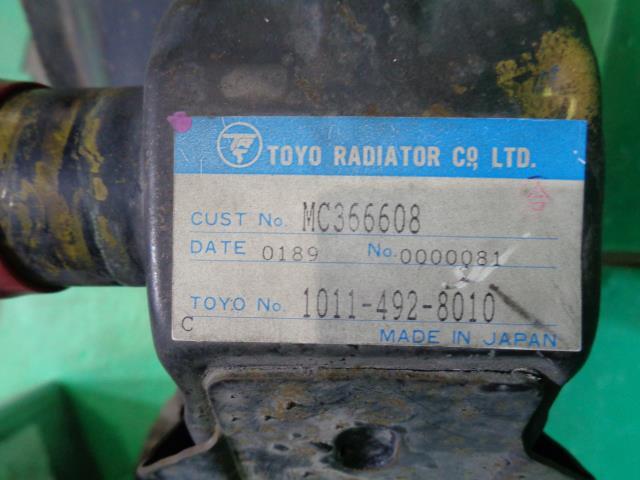 TOYO RADIATOR CO., LTD.
合
CUST No. MC366608
DATE 0189 No. 0000081
TOYO No. 1011-492-8010
C
MADE IN JAPAN